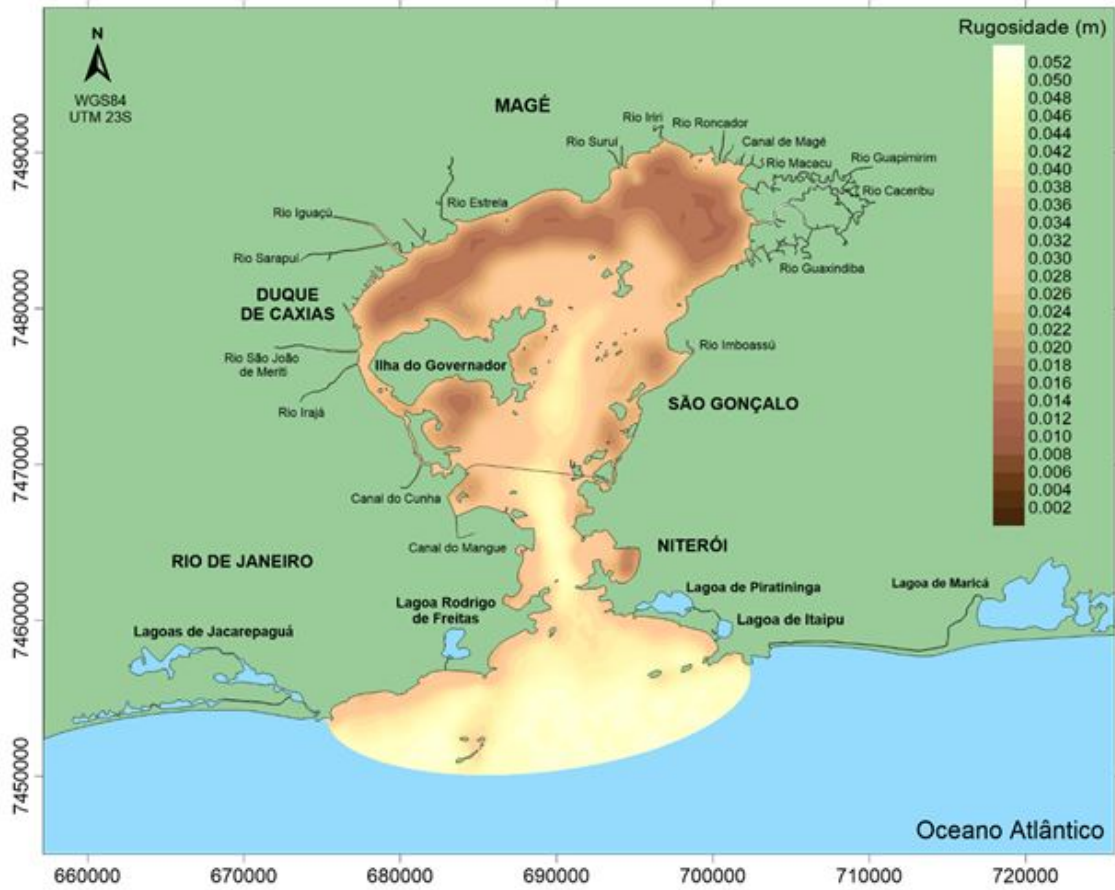 Rugosidade (m)
0.052
0.050
0.048
0.044
0.040
0.036
0.034
0.032
0.030
0.028
0.026
0.024
0.022
0.020
0.018
0.016
0.014
0.012
0.010
0.008
0.006
0.004
0.002
N
WGS84
UTM 23S
MAGÉ
Rio Iriri
Rio Roncador
Rio Suruí
Canal de Magé
Rio Macacu
Rio Guapimirim
Rio Caceribu
Rio Estrela
Rio Iguaçú
Rio Sarapuí
Rio Guaxindiba
DUQUE
DE CAXIAS
Rio São João
de Meriti
Ilha do Governador
Rio Imboassú
Rio Irajá
SÃO GONÇALO
Canal do Cunha
Canal do Mangue
RIO DE JANEIRO
NITERÓI
Lagoa de Piratininga
Lagoa de Maricá
Lagoa Rodrigo
de Freitas
Lagoa de Itaipu
Lagoas de Jacarepaguá
Oceano Atlântico
7490000
7480000
7470000
7460000
7450000
660000
670000
680000
690000
700000
710000
720000